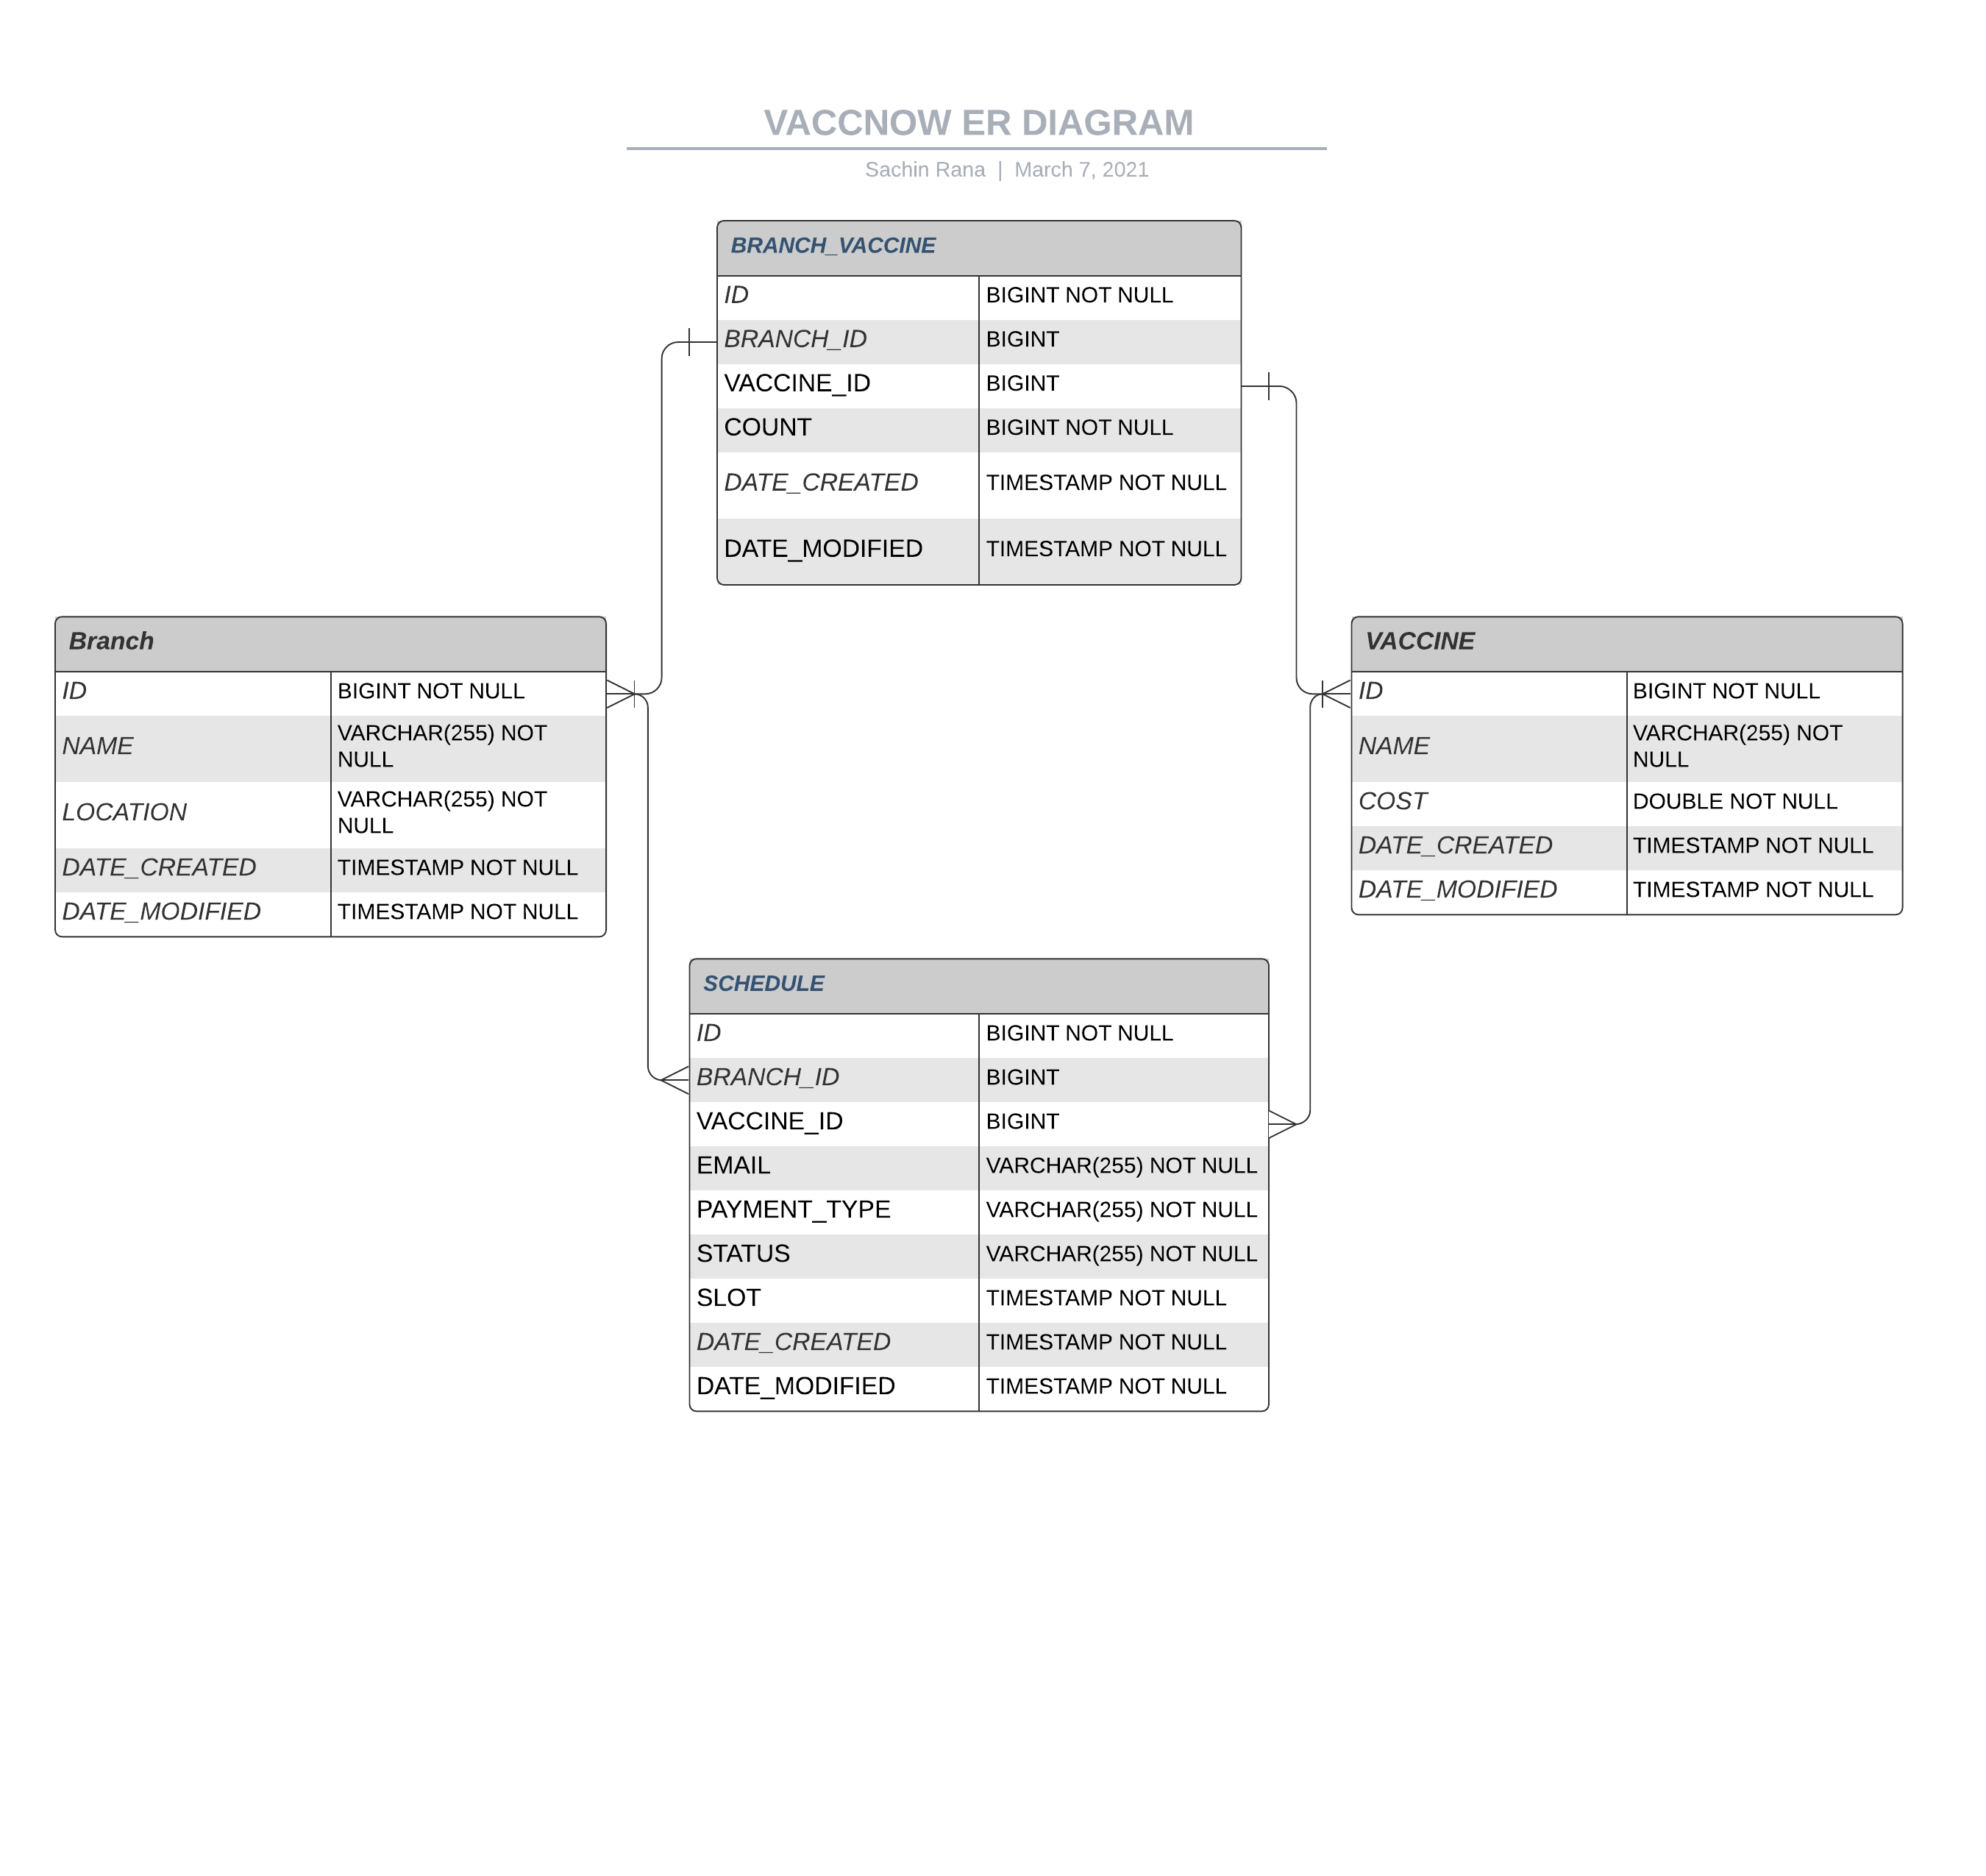 VACCNOW ER DIAGRAM
Sachin Rana | March 7, 2021
BRANCH_VACCINE
ID BIGINT NOT NULL
BRANCH_ID BIGINT
VACCINE_ID BIGINT
COUNT BIGINT NOT NULL
DATE_CREATED TIMESTAMP NOT NULL
DATE_MODIFIED TIMESTAMP NOT NULL
Branch
ID BIGINT NOT NULL
NAME VARCHAR(255) NOT
NULL
LOCATION VARCHAR(255) NOT
NULL
DATE_CREATED TIMESTAMP NOT NULL
DATE_MODIFIED TIMESTAMP NOT NULL
VACCINE
ID BIGINT NOT NULL
NAME VARCHAR(255) NOT
NULL
COST DOUBLE NOT NULL
DATE_CREATED TIMESTAMP NOT NULL
DATE_MODIFIED TIMESTAMP NOT NULL
SCHEDULE
ID BIGINT NOT NULL
BRANCH_ID BIGINT
VACCINE_ID BIGINT
EMAIL VARCHAR(255) NOT NULL
PAYMENT_TYPE VARCHAR(255) NOT NULL
STATUS VARCHAR(255) NOT NULL
SLOT TIMESTAMP NOT NULL
DATE_CREATED TIMESTAMP NOT NULL
DATE_MODIFIED TIMESTAMP NOT NULL